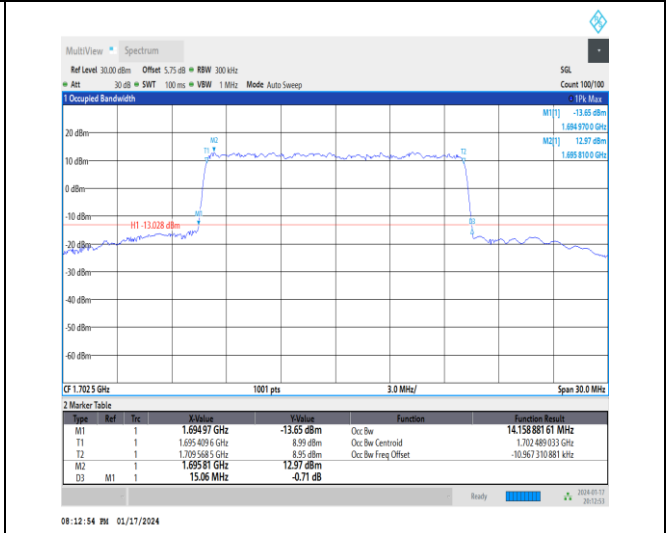 MultiView Spectrum
Ref Level 30.00 dBm Offset 5.75 dB RBW 300 kHz SGL
Att 30 dB SWT 100 ms VBW 1 MHz Mode Auto Sweep Count 100/100
1 Occupied Bandwidth 1Pk Max
M1[1] -13.65 dBm
1.694 970 0 GHz
M2[1] 12.97 dBm
1.695 810 0 GHz
20 dBm
M2
T1 T2
10 dBm
0 dBm
-10 dBm
M1
D3
H1 -13.028 dBm
-20 dBm
-30 dBm
-40 dBm
-50 dBm
-60 dBm
CF 1.702 5 GHz 1001 pts 3.0 MHz/ Span 30.0 MHz
2 Marker Table
Type Ref Trc X-Value Y-Value Function Function Result
M1 1 1.694 97 GHz -13.65 dBm Occ Bw 14.158 881 61 MHz
T1 1 1.695 409 6 GHz 8.99 dBm Occ Bw Centroid 1.702 489 033 GHz
T2 1 1.709 568 5 GHz 8.95 dBm Occ Bw Freq Offset -10.967 310 881 kHz
M2 1 1.695 81 GHz 12.97 dBm
D3 M1 1 15.06 MHz -0.71 dB
Ready 2024-01-17
20:12:53
08:12:54 PM 01/17/2024